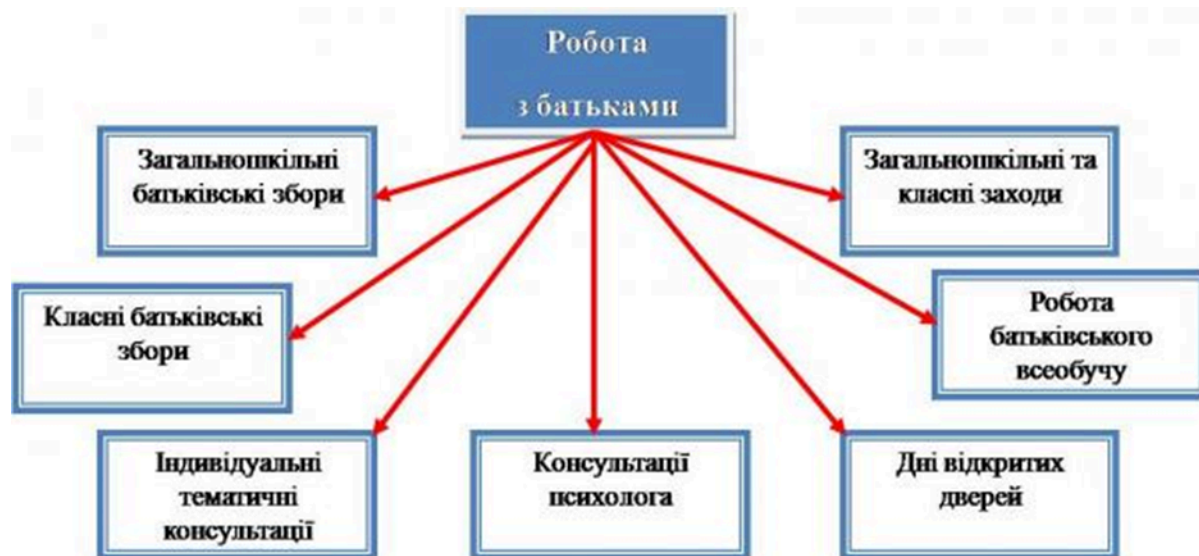 Робота
з батьками
Загальношкільні
батьківські збори
Загальношкільні та
класні заходи
Класні батьківські
збори
Робота
батьківського
всеобучу
Індивідуальні
тематичні
консультації
Консультації
психолога
Дні відкритих
дверей